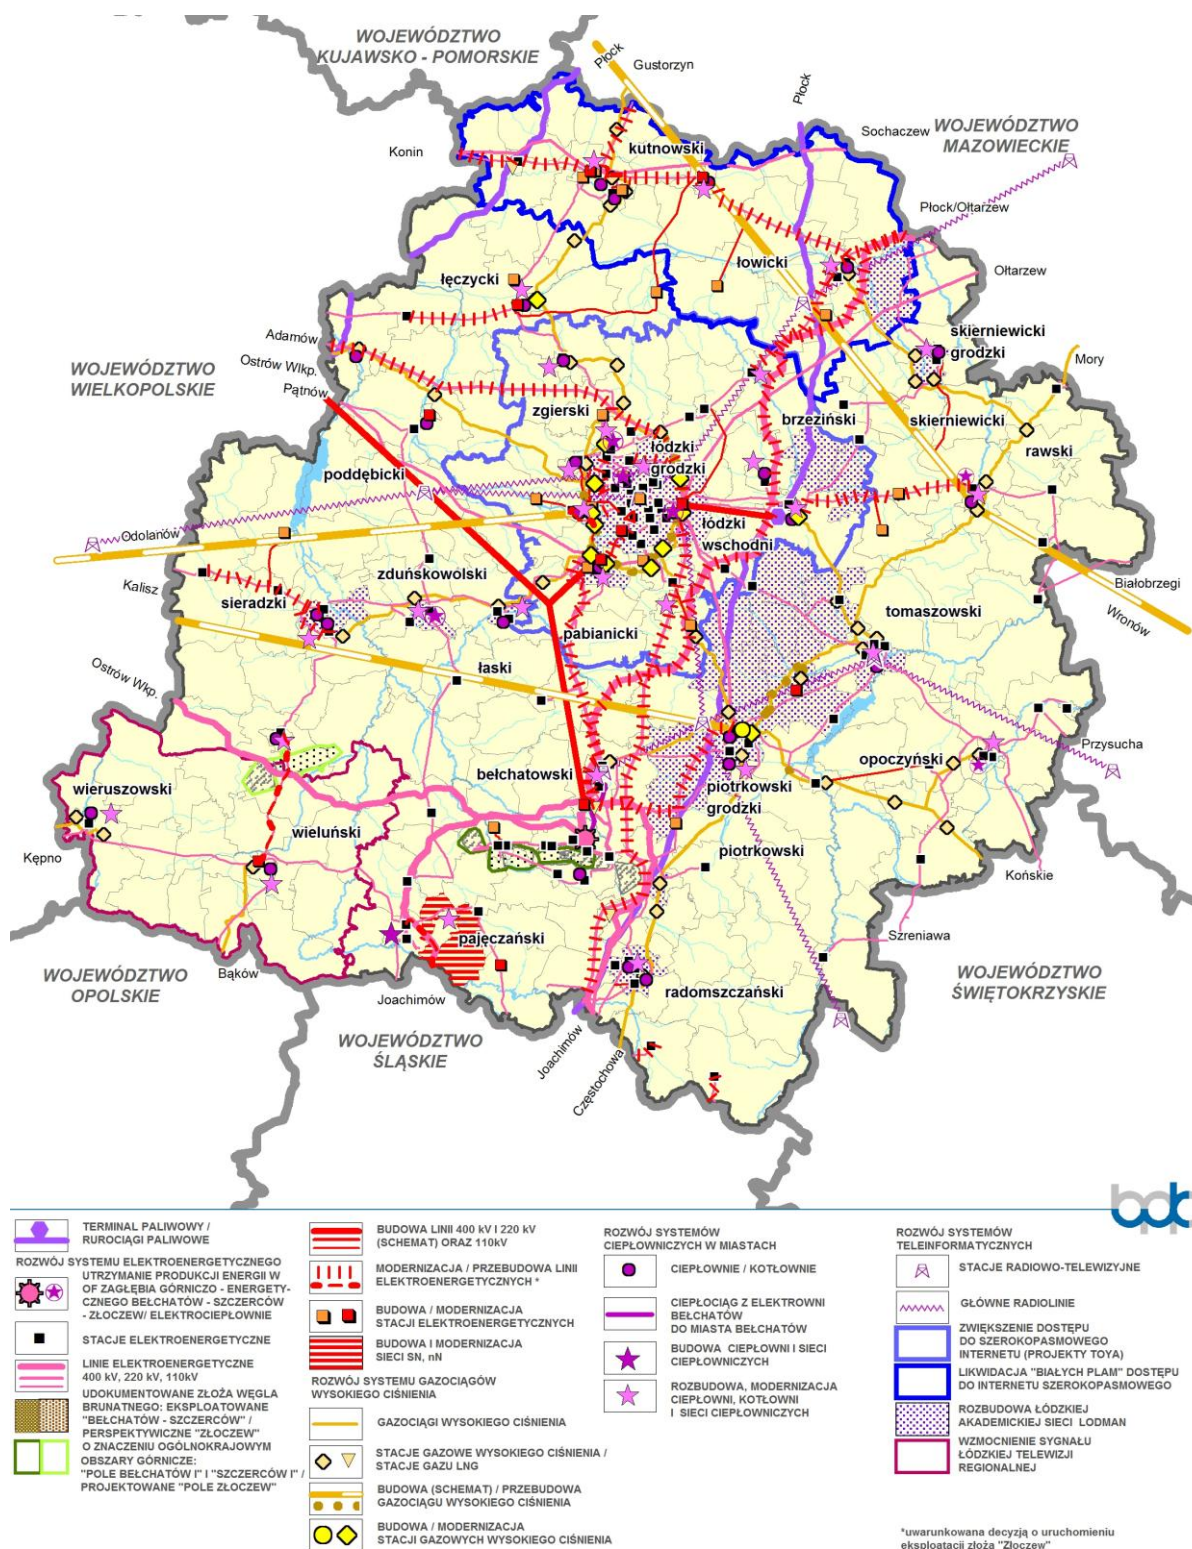 WOJEWÓDZTWO
KUJAWSKO - POMORSKIE
Płock
Gustorzyn
Płock
Sochaczew
WOJEWÓDZTWO
MAZOWIECKIE
Konin
kutnowski
Płock/Ołtarzew
łowicki
Ołtarzew
łęczycki
Adamów
Ostrów Wlkp.
Pątnów
WOJEWÓDZTWO
WIELKOPOLSKIE
skierniewicki
grodzki
Mory
zgierski
brzeziński
skierniewicki
rawski
łódzki
grodzki
poddębicki
Odolanów
łódzki
wschodni
Kalisz
zduńskowolski
sieradzki
Białobrzegi
Wronów
tomaszowski
pabianicki
łaski
Ostrów Wkp.
Przysucha
opoczyński
bełchatowski
wieruszowski
piotrkowski
grodzki
wieluński
piotrkowski
Kępno
Końskie
pajęczański
Szreniawa
WOJEWÓDZTWO
OPOLSKIE
Bąków
Joachimów
radomszczański
WOJEWÓDZTWO
ŚWIĘTOKRZYSKIE
WOJEWÓDZTWO
ŚLĄSKIE
Joachimów
Częstochowa
bpk
TERMINAL PALIWOWY /
RUROCIĄGI PALIWOWE
ROZWÓJ SYSTEMU ELEKTROENERGETYCZNEGO
UTRZYMANIE PRODUKCJI ENERGII W
OF ZAGŁĘBIA GÓRNICZO - ENERGETY-
CZNEGO BEŁCHATÓW - SZCZERCÓW
- ZŁOCZEW/ ELEKTROCIEPŁOWNIE
STACJE ELEKTROENERGETYCZNE
LINIE ELEKTROENERGETYCZNE
400 kV, 220 kV, 110kV
UDOKUMENTOWANE ZŁOŻA WĘGLA
BRUNATNEGO: EKSPLOATOWANE
"BEŁCHATÓW - SZCZERCÓW" /
PERSPEKTYWICZNE "ZŁOCZEW"
O ZNACZENIU OGÓLNOKRAJOWYM
OBSZARY GÓRNICZE:
"POLE BEŁCHATÓW I" I "SZCZERCÓW I" /
PROJEKTOWANE "POLE ZŁOCZEW"
BUDOWA LINII 400 kV I 220 kV
(SCHEMAT) ORAZ 110kV
MODERNIZACJA / PRZEBUDOWA LINII
ELEKTROENERGETYCZNYCH *
BUDOWA / MODERNIZACJA
STACJI ELEKTROENERGETYCZNYCH
BUDOWA I MODERNIZACJA
SIECI SN, nN
ROZWÓJ SYSTEMU GAZOCIĄGÓW
WYSOKIEGO CIŚNIENIA
GAZOCIĄGI WYSOKIEGO CIŚNIENIA
STACJE GAZOWE WYSOKIEGO CIŚNIENIA /
STACJE GAZU LNG
BUDOWA (SCHEMAT) / PRZEBUDOWA
GAZOCIĄGU WYSOKIEGO CIŚNIENIA
BUDOWA / MODERNIZACJA
STACJI GAZOWYCH WYSOKIEGO CIŚNIENIA
ROZWÓJ SYSTEMÓW
CIEPŁOWNICZYCH W MIASTACH
CIEPŁOWNIE / KOTŁOWNIE
CIEPŁOCIĄG Z ELEKTROWNI
BEŁCHATÓW
DO MIASTA BEŁCHATÓW
BUDOWA CIEPŁOWNI I SIECI
CIEPŁOWNICZYCH
ROZBUDOWA, MODERNIZACJA
CIEPŁOWNI, KOTŁOWNI
I SIECI CIEPŁOWNICZYCH
ROZWÓJ SYSTEMÓW
TELEINFORMATYCZNYCH
STACJE RADIOWO-TELEWIZYJNE
GŁÓWNE RADIOLINIE
ZWIĘKSZENIE DOSTĘPU
DO SZEROKOPASMOWEGO
INTERNETU (PROJEKTY TOYA)
LIKWIDACJA "BIAŁYCH PLAM" DOSTĘPU
DO INTERNETU SZEROKOPASMOWEGO
ROZBUDOWA ŁÓDZKIEJ
AKADEMICKIEJ SIECI LODMAN
WZMOCNIENIE SYGNAŁU
ŁÓDZKIEJ TELEWIZJI
REGIONALNEJ
*uwarunkowana decyzją o uruchomieniu
eksploatacji złoża "Złoczew"